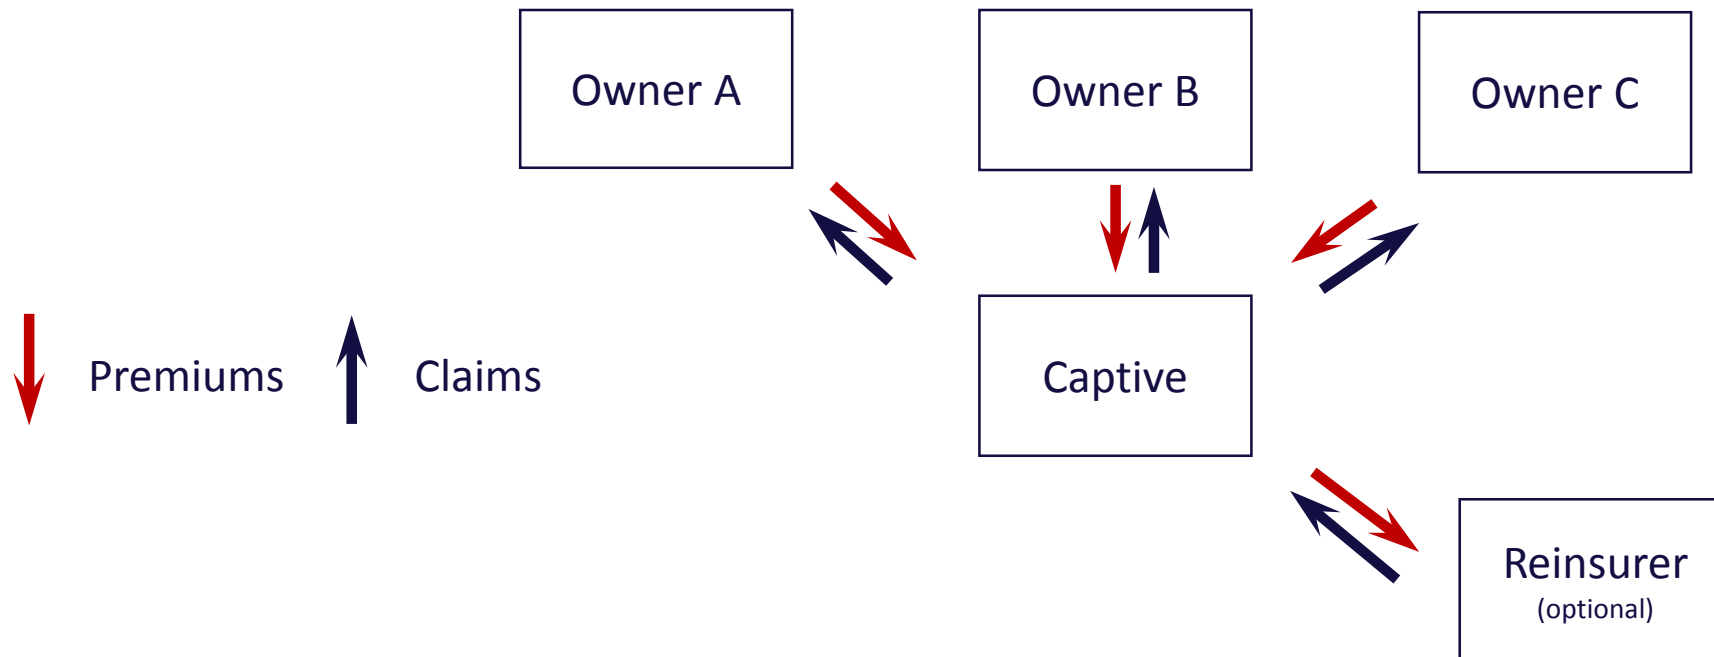 Owner A
Owner B
Owner C
Premiums
Claims
Captive
Reinsurer
(optional)